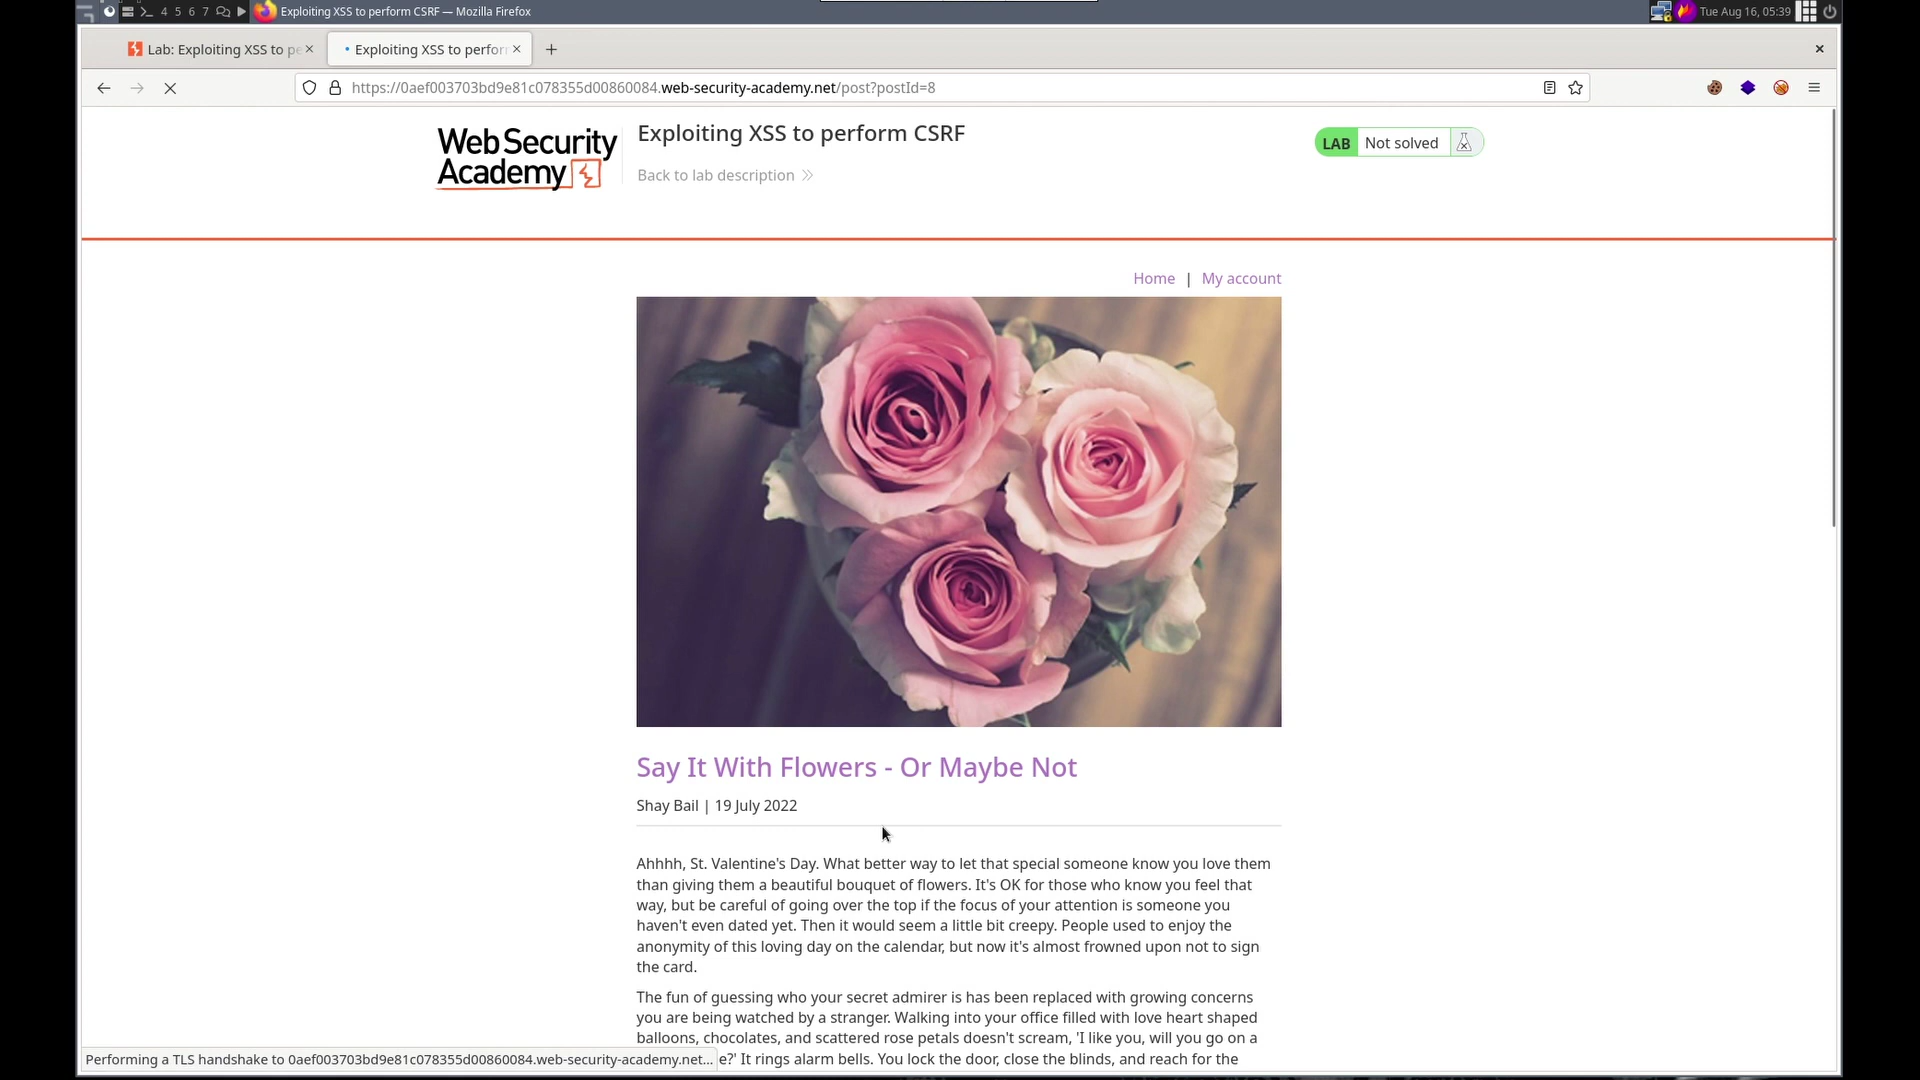 4 5 6 7 Exploiting XSS to perform CSRF — Mozilla Firefox Tue Aug 16, 05:39
Lab: Exploiting XSS to pe Exploiting XSS to perfor
https://0aef003703bd9e81c078355d00860084.web-security-academy.net/post?postId=8
Web Security
Academy
Exploiting XSS to perform CSRF
Back to lab description
LAB Not solved
Home | My account
Say It With Flowers - Or Maybe Not
Shay Bail | 19 July 2022
Ahhhh, St. Valentine's Day. What better way to let that special someone know you love them
than giving them a beautiful bouquet of flowers. It's OK for those who know you feel that
way, but be careful of going over the top if the focus of your attention is someone you
haven't even dated yet. Then it would seem a little bit creepy. People used to enjoy the
anonymity of this loving day on the calendar, but now it's almost frowned upon not to sign
the card.
The fun of guessing who your secret admirer is has been replaced with growing concerns
you are being watched by a stranger. Walking into your office filled with love heart shaped
balloons, chocolates, and scattered rose petals doesn't scream, 'I like you, will you go on a
e?' It rings alarm bells. You lock the door, close the blinds, and reach for the
Performing a TLS handshake to 0aef003703bd9e81c078355d00860084.web-security-academy.net...